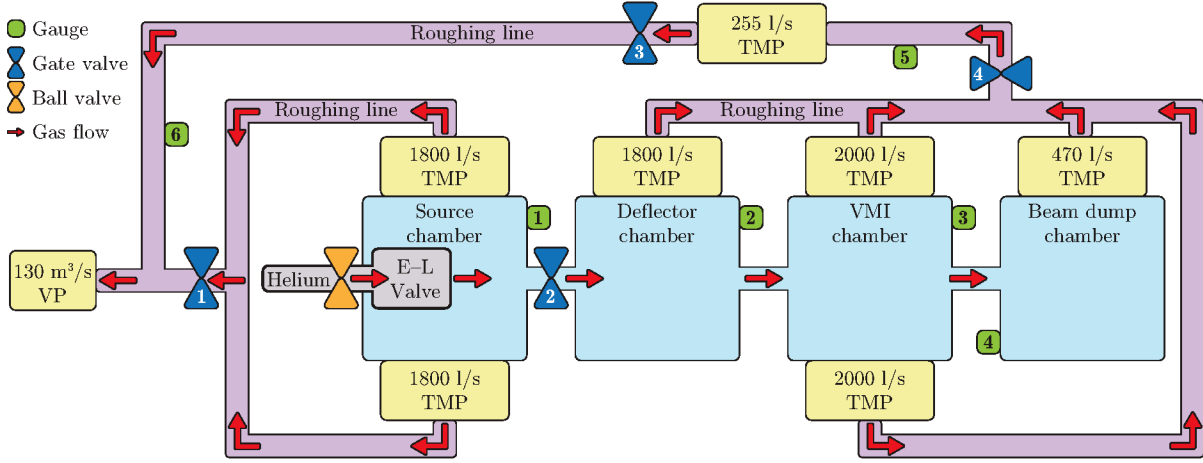 Gauge
Gate valve
Ball valve
Gas flow
Roughing line
3
255 l/s
TMP
5
4
6
Roughing line
Roughing line
1800 l/s
TMP
1800 l/s
TMP
2000 l/s
TMP
470 l/s
TMP
Source
chamber
1
Deflector
chamber
2
VMI
chamber
3
Beam dump
chamber
130 m³/s
VP
1
Helium
E–L
Valve
2
4
1800 l/s
TMP
2000 l/s
TMP